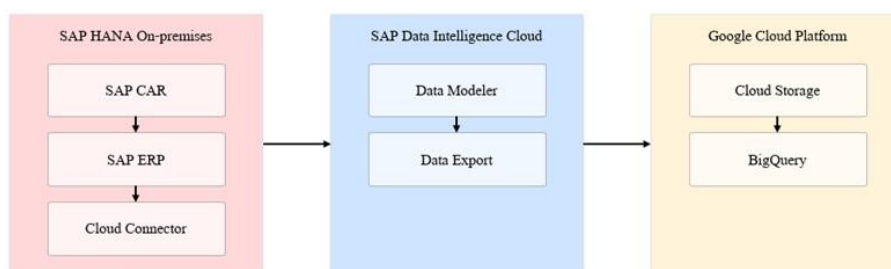 SAP HANA On-premises
SAP CAR
SAP ERP
Cloud Connector
SAP Data Intelligence Cloud
Data Modeler
Data Export
Google Cloud Platform
Cloud Storage
BigQuery